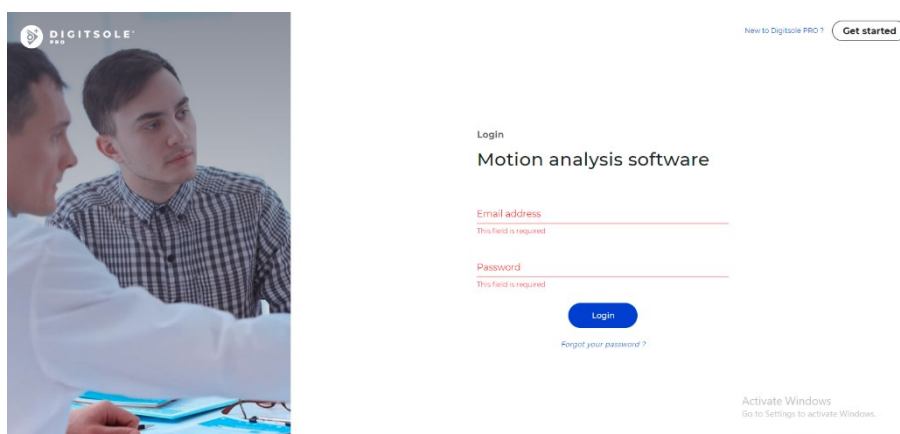 DIGITSOLE
PRO
New to Digitsole PRO ?
Get started
Login
Motion analysis software
Email address
This field is required
Password
This field is required
Login
Forgot your password ?
Activate Windows
Go to Settings to activate Windows.